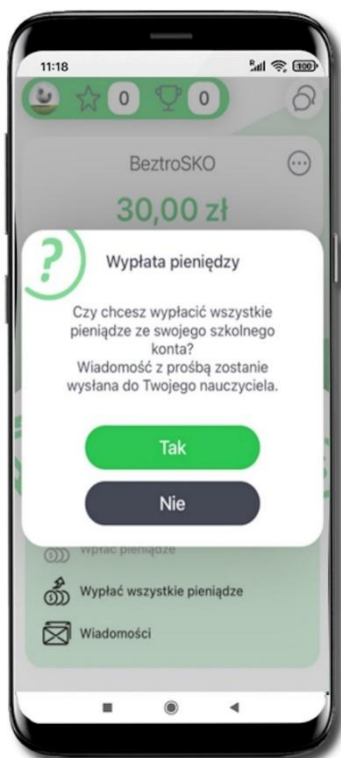 11:18
R
100
0
0
BeztroSKO
30,00 zł
?
Wypłata pieniędzy
Czy chcesz wypłacić wszystkie
pieniądze ze swojego szkolnego
konta?
Wiadomość z prośbą zostanie
wysłana do Twojego nauczyciela.
Tak
Nie
Wpłać pieniądze
Wypłać wszystkie pieniądze
Wiadomości